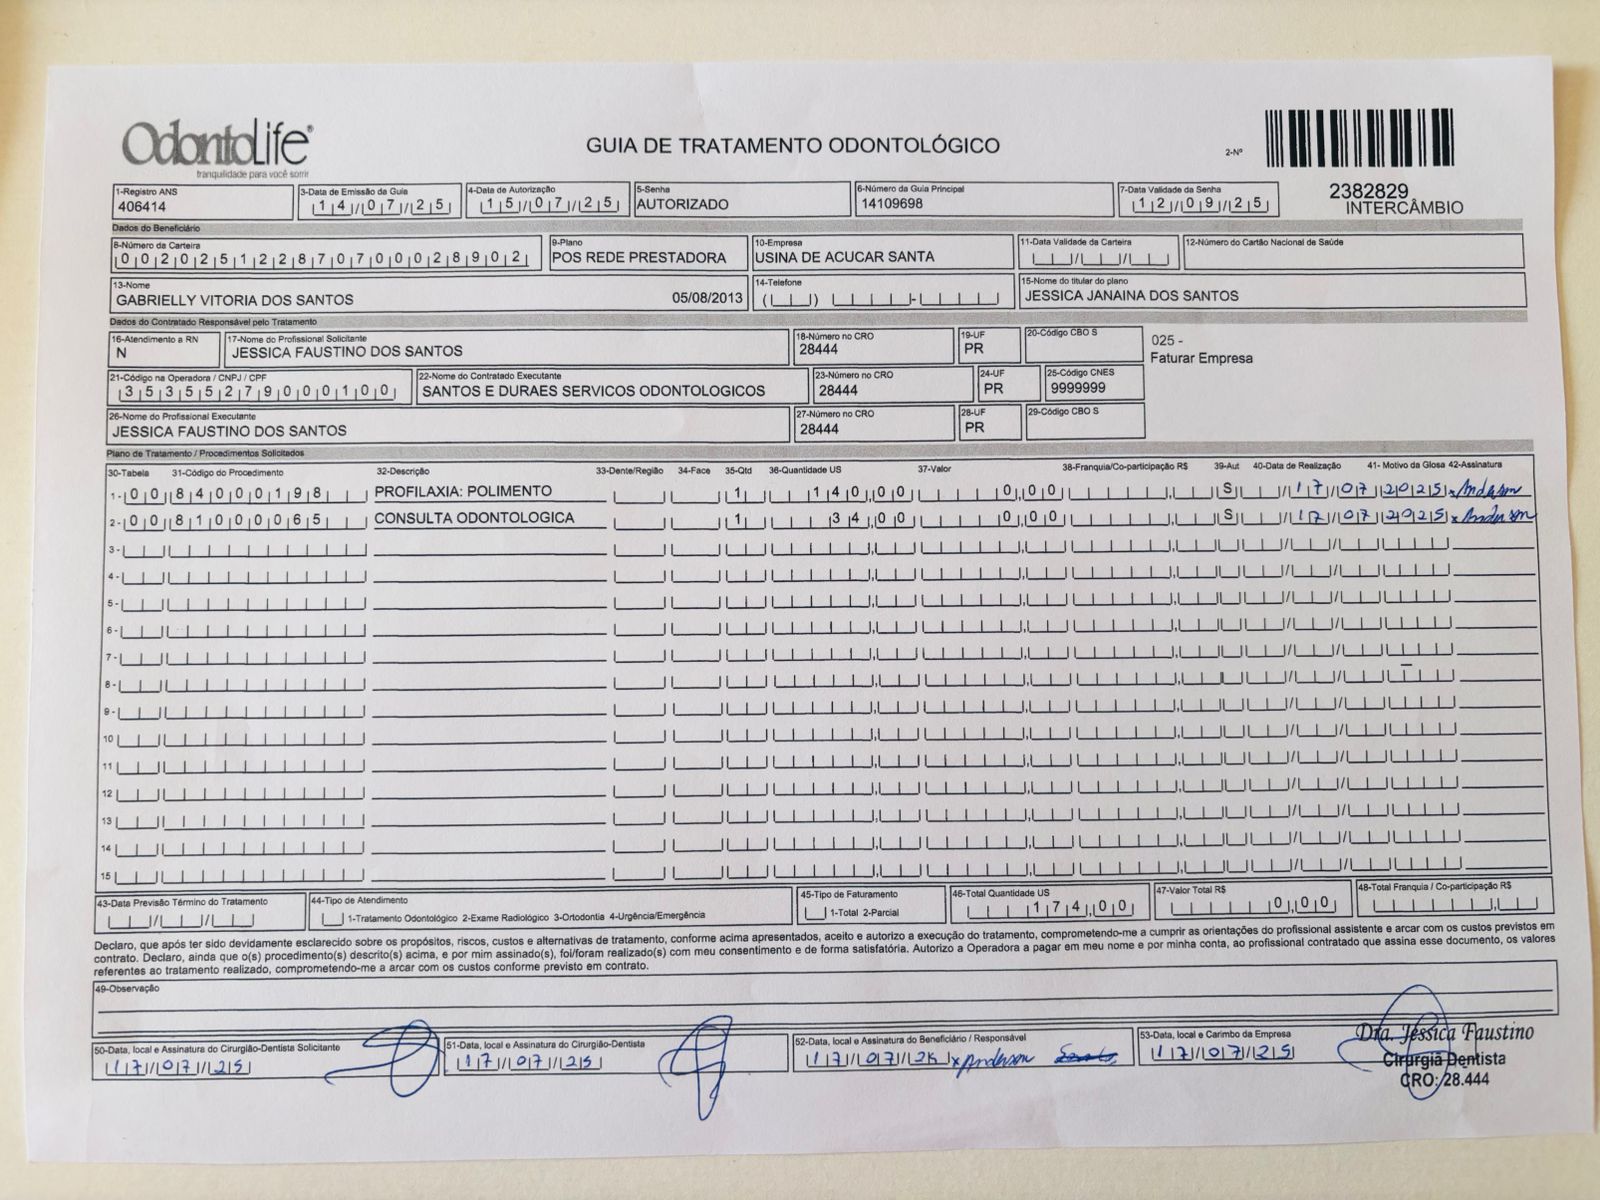 OdontoLife®
tranquilidade para você sorrir
GUIA DE TRATAMENTO ODONTOLÓGICO
2-Nº
2382829
INTERCÂMBIO
1-Registro ANS
406414
3-Data de Emissão da Guia
14/07/25
4-Data de Autorização
15/07/25
5-Senha
AUTORIZADO
6-Número da Guia Principal
14109698
7-Data Validade da Senha
12/09/25
Dados do Beneficiário
8-Número da Carteira
002025122870700028902
9-Plano
POS REDE PRESTADORA
10-Empresa
USINA DE ACUCAR SANTA
11-Data Validade da Carteira
12-Número do Cartão Nacional de Saúde
13-Nome
GABRIELLY VITORIA DOS SANTOS 05/08/2013
14-Telefone
15-Nome do titular do plano
JESSICA JANAINA DOS SANTOS
Dados do Contratado Responsável pelo Tratamento
16-Atendimento a RN
N
17-Nome do Profissional Solicitante
JESSICA FAUSTINO DOS SANTOS
18-Número no CRO
28444
19-UF
PR
20-Código CBO S
025 -
Faturar Empresa
21-Código na Operadora / CNPJ / CPF
35355279000100
22-Nome do Contratado Executante
SANTOS E DURAES SERVICOS ODONTOLOGICOS
23-Número no CRO
28444
24-UF
PR
25-Código CNES
9999999
26-Nome do Profissional Executante
JESSICA FAUSTINO DOS SANTOS
27-Número no CRO
28444
28-UF
PR
29-Código CBO S
Plano de Tratamento / Procedimentos Solicitados
30-Tabela 31-Código do Procedimento 32-Descrição 33-Dente/Região 34-Face 35-Qtd 36-Quantidade US 37-Valor 38-Franquia/Co-participação R$ 39-Aut 40-Data de Realização 41- Motivo da Glosa 42-Assinatura
1- 00 84000198 PROFILAXIA: POLIMENTO 1 140,00 0,00 S 17/07/2025 x Anderson
2- 00 81000065 CONSULTA ODONTOLOGICA 1 34,00 0,00 S 17/07/2025 x Anderson
3-
4-
5-
6-
7-
8-
9-
10
11
12
13
14
15
43-Data Previsão Término do Tratamento
44-Tipo de Atendimento
1-Tratamento Odontológico 2-Exame Radiológico 3-Ortodontia 4-Urgência/Emergência
45-Tipo de Faturamento
1-Total 2-Parcial
46-Total Quantidade US
174,00
47-Valor Total R$
0,00
48-Total Franquia / Co-participação R$
Declaro, que após ter sido devidamente esclarecido sobre os propósitos, riscos, custos e alternativas de tratamento, conforme acima apresentados, aceito e autorizo a execução do tratamento, comprometendo-me a cumprir as orientações do profissional assistente e arcar com os custos previstos em
contrato. Declaro, ainda que o(s) procedimento(s) descrito(s) acima, e por mim assinado(s), foi/foram realizado(s) com meu consentimento e de forma satisfatória. Autorizo a Operadora a pagar em meu nome e por minha conta, ao profissional contratado que assina esse documento, os valores
referentes ao tratamento realizado, comprometendo-me a arcar com os custos conforme previsto em contrato.
49-Observação
50-Data, local e Assinatura do Cirurgião-Dentista Solicitante
17/07/25
51-Data, local e Assinatura do Cirurgião-Dentista
17/07/25
52-Data, local e Assinatura do Beneficiário / Responsável
17/07/25 x Anderson
53-Data, local e Carimbo da Empresa
17/07/25
Dra. Jéssica Faustino
Cirurgiã Dentista
CRO: 28.444